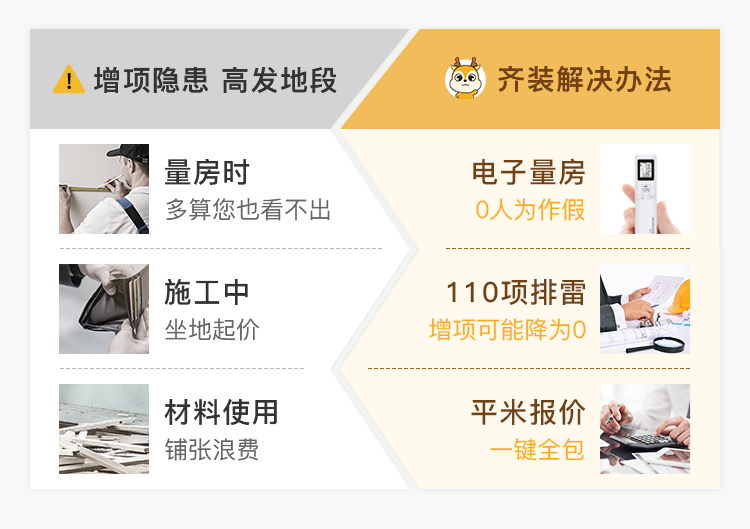 增项隐患 高发地段
齐装解决办法
量房时
多算您也看不出
电子量房
0人为作假
施工中
坐地起价
110项排雷
增项可能降为0
材料使用
铺张浪费
平米报价
一键全包